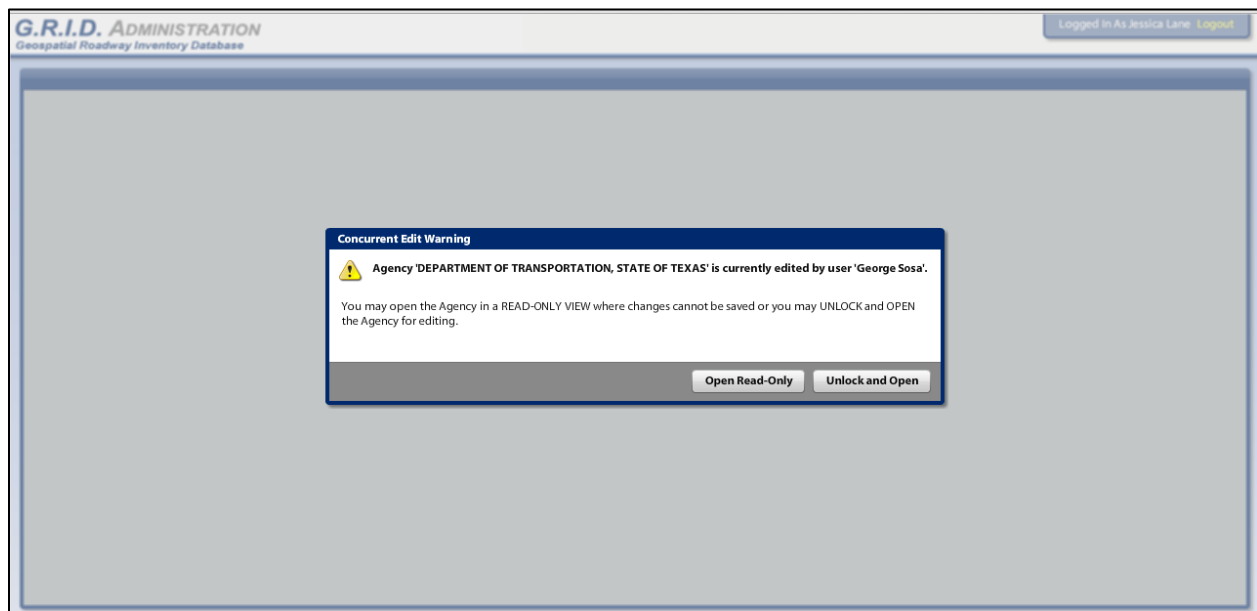 G.R.I.D. ADMINISTRATION
Geospatial Roadway Inventory Database
Logged In As Jessica Lane Logout
Concurrent Edit Warning
Agency 'DEPARTMENT OF TRANSPORTATION, STATE OF TEXAS' is currently edited by user 'George Sosa'.
You may open the Agency in a READ-ONLY VIEW where changes cannot be saved or you may UNLOCK and OPEN
the Agency for editing.
Open Read-Only Unlock and Open